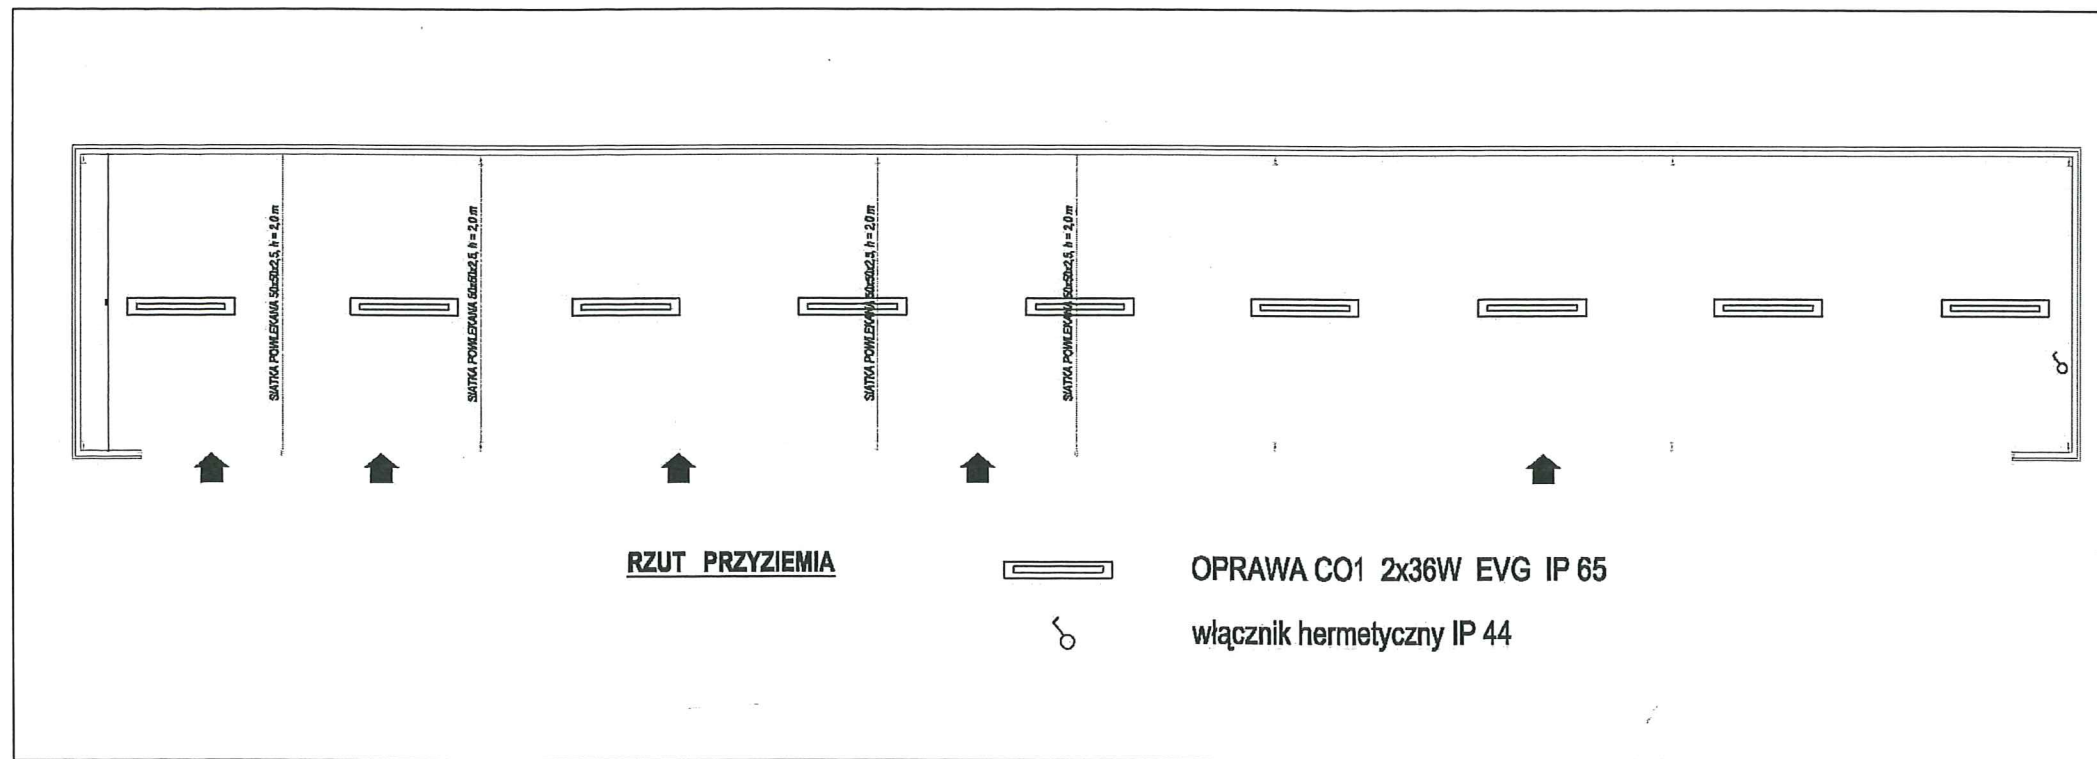 SIATKA POWLEKANA 50x50x2,5, h = 2,0 m
SIATKA POWLEKANA 50x50x2,5, h = 2,0 m
SIATKA POWLEKANA 50x50x2,5, h = 2,0 m
SIATKA POWLEKANA 50x50x2,5, h = 2,0 m
RZUT PRZYZIEMIA
OPRAWA CO1 2x36W EVG IP 65
włącznik hermetyczny IP 44